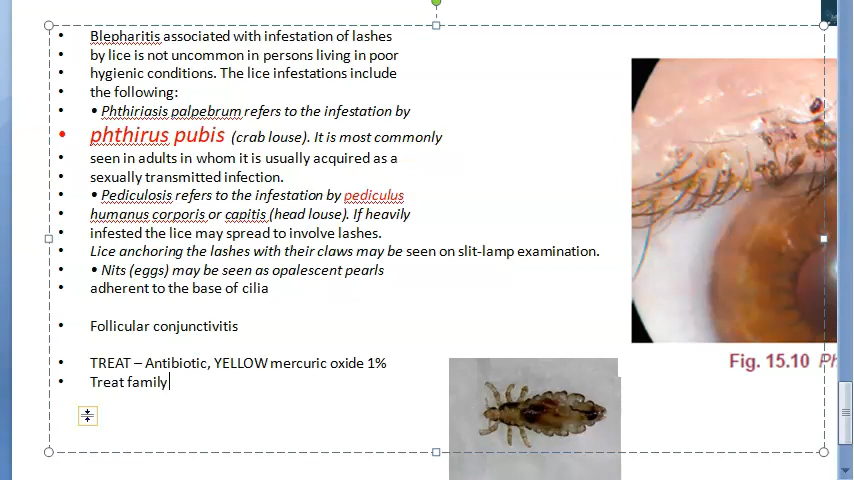 • Blepharitis associated with infestation of lashes
• by lice is not uncommon in persons living in poor
• hygienic conditions. The lice infestations include
• the following:
• • Phthiriasis palpebrum refers to the infestation by
• phthirus pubis (crab louse). It is most commonly
• seen in adults in whom it is usually acquired as a
• sexually transmitted infection.
• • Pediculosis refers to the infestation by pediculus
• humanus corporis or capitis (head louse). If heavily
• infested the lice may spread to involve lashes.
• Lice anchoring the lashes with their claws may be seen on slit-lamp examination.
• • Nits (eggs) may be seen as opalescent pearls
• adherent to the base of cilia
• Follicular conjunctivitis
• TREAT – Antibiotic, YELLOW mercuric oxide 1%
• Treat family
Fig. 15.10 Ph